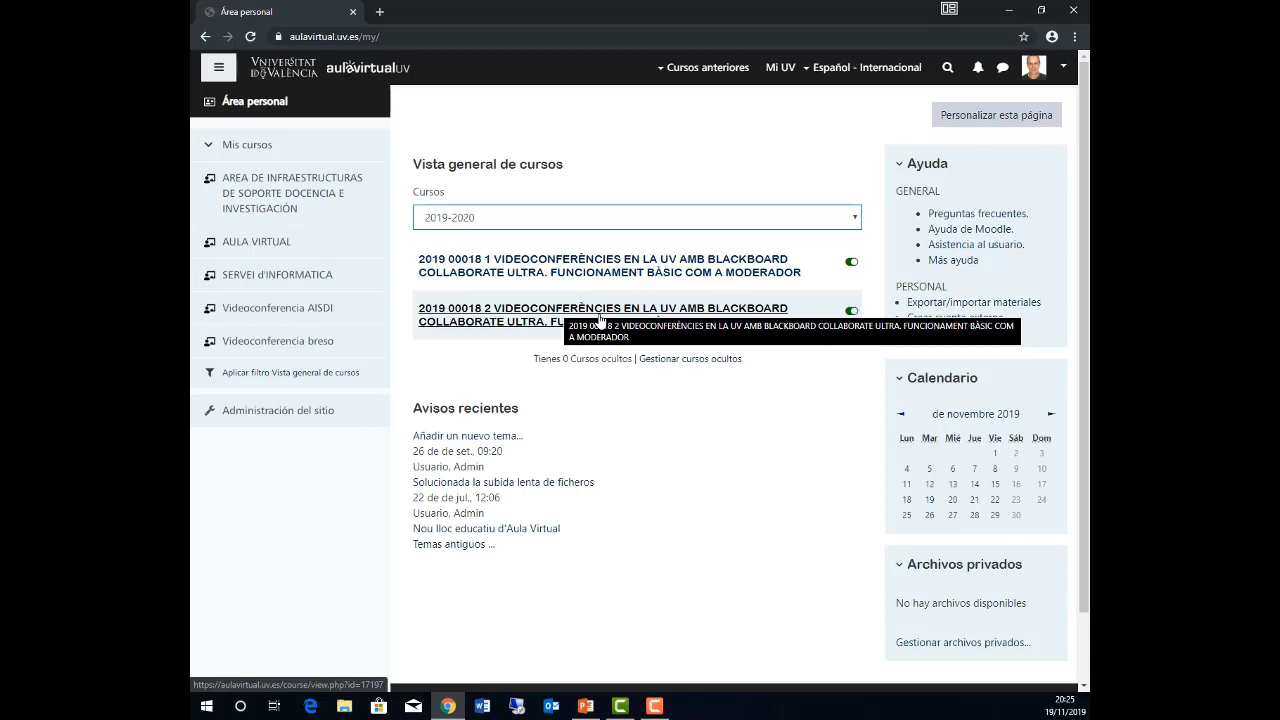 Área personal
aulavirtual.uv.es/my/
VNIVERSITAT DE VALÈNCIA aulavirtualuv
Cursos anteriores Mi UV Español - Internacional
Área personal
Personalizar esta página
Mis cursos
AREA DE INFRAESTRUCTURAS
DE SOPORTE DOCENCIA E
INVESTIGACIÓN
AULA VIRTUAL
SERVEI d'INFORMATICA
Videoconferencia AISDI
Videoconferencia breso
Aplicar filtro Vista general de cursos
Administración del sitio
Vista general de cursos
Cursos
2019-2020
2019 00018 1 VIDEOCONFERÈNCIES EN LA UV AMB BLACKBOARD
COLLABORATE ULTRA. FUNCIONAMENT BÀSIC COM A MODERADOR
2019 00018 2 VIDEOCONFERÈNCIES EN LA UV AMB BLACKBOARD
COLLABORATE ULTRA.
2019 00018 2 VIDEOCONFERÈNCIES EN LA UV AMB BLACKBOARD COLLABORATE ULTRA. FUNCIONAMENT BÀSIC COM
A MODERADOR
Tienes 0 Cursos ocultos | Gestionar cursos ocultos
Avisos recientes
Añadir un nuevo tema...
26 de de set., 09:20
Usuario, Admin
Solucionada la subida lenta de ficheros
22 de de jul., 12:06
Usuario, Admin
Nou lloc educatiu d'Aula Virtual
Temas antiguos ...
Ayuda
GENERAL
Preguntas frecuentes.
Ayuda de Moodle.
Asistencia al usuario.
Más ayuda
PERSONAL
Exportar/importar materiales
Calendario
◄ de novembre 2019 ►
Lun Mar Mié Jue Vie Sáb Dom
1 2 3
4 5 6 7 8 9 10
11 12 13 14 15 16 17
18 19 20 21 22 23 24
25 26 27 28 29 30
Archivos privados
No hay archivos disponibles
Gestionar archivos privados...
https://aulavirtual.uv.es/course/view.php?id=17197
20:25
19/11/2019